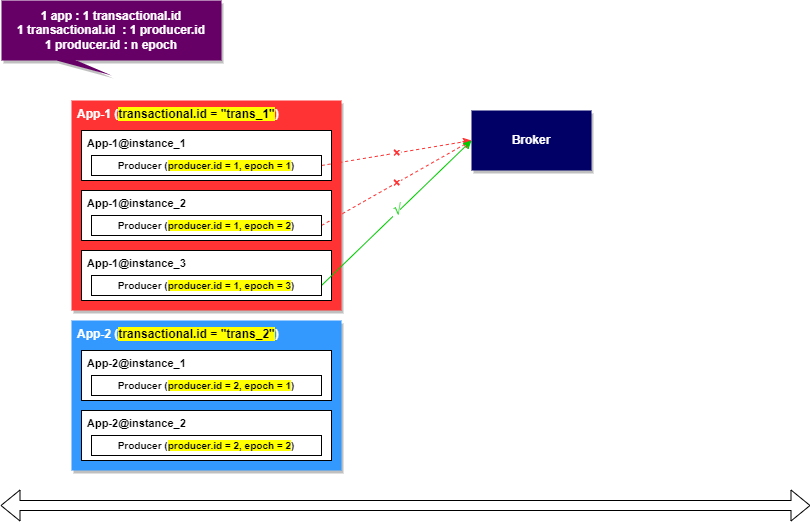 1 app : 1 transactional.id
1 transactional.id : 1 producer.id
1 producer.id : n epoch
App-1 (transactional.id = "trans_1")
App-1@instance_1
Producer (producer.id = 1, epoch = 1)
App-1@instance_2
Producer (producer.id = 1, epoch = 2)
App-1@instance_3
Producer (producer.id = 1, epoch = 3)
Broker
×
×
√
App-2 (transactional.id = "trans_2")
App-2@instance_1
Producer (producer.id = 2, epoch = 1)
App-2@instance_2
Producer (producer.id = 2, epoch = 2)